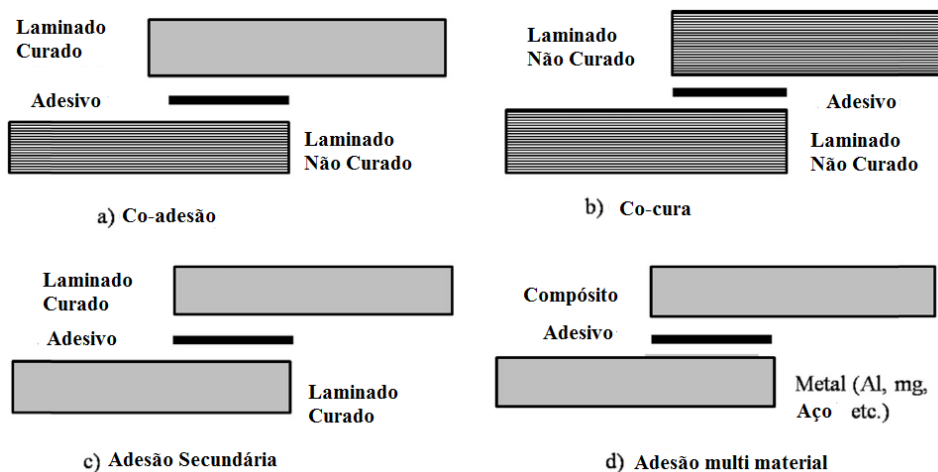 Laminado
Curado
Adesivo
Laminado
Não Curado
a) Co-adesão
Laminado
Não Curado
Adesivo
Laminado
Não Curado
b) Co-cura
Laminado
Curado
Adesivo
Laminado
Curado
c) Adesão Secundária
Compósito
Adesivo
Metal (Al, mg,
Aço etc.)
d) Adesão multi material